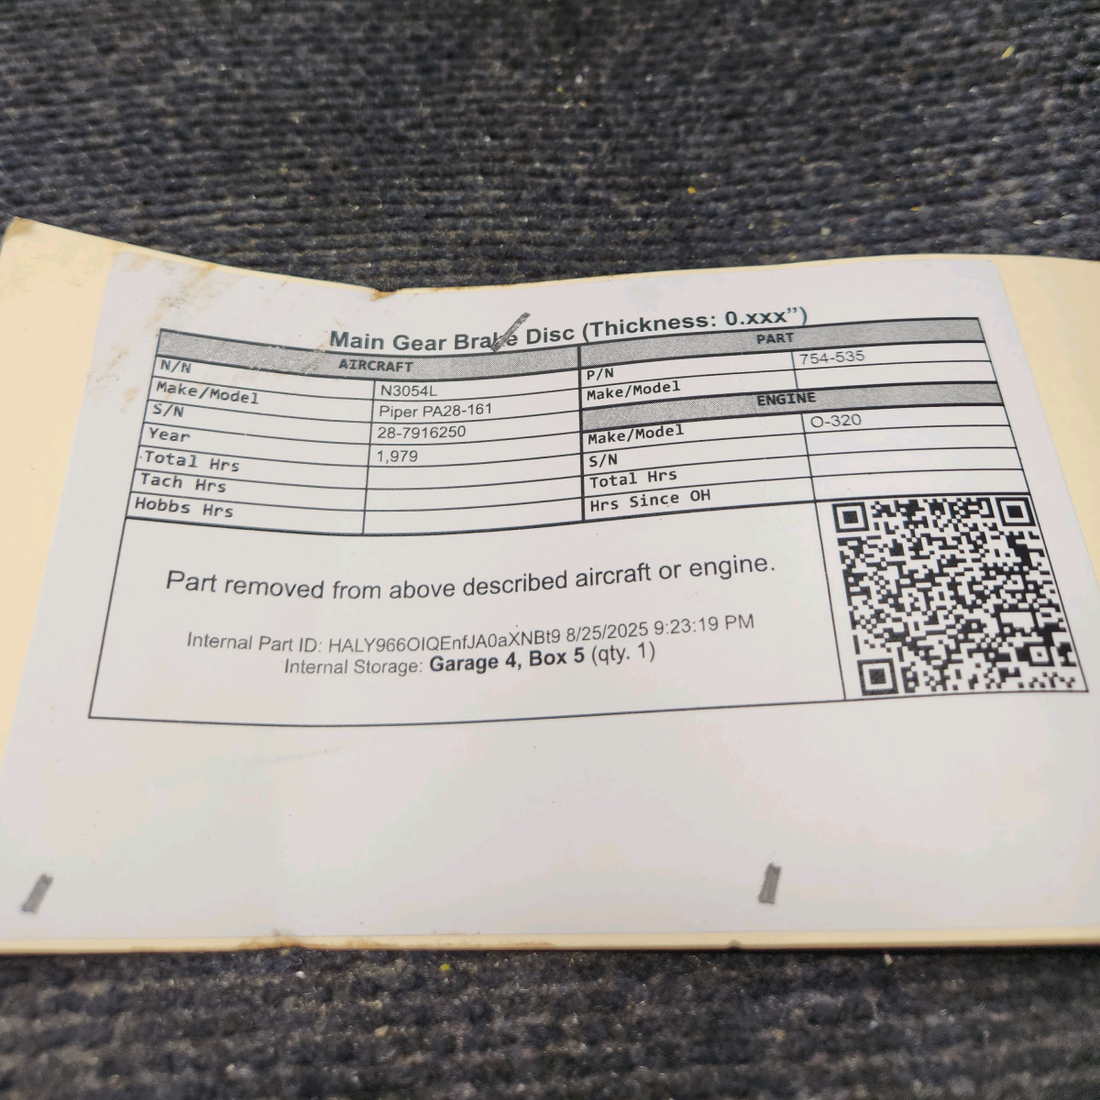 Main Gear Brake Disc (Thickness: 0.xxx")
AIRCRAFT
N/N N3054L
Make/Model Piper PA28-161
S/N 28-7916250
Year 1,979
Total Hrs
Tach Hrs
Hobbs Hrs
PART
P/N 754-535
Make/Model
ENGINE
Make/Model O-320
S/N
Total Hrs
Hrs Since OH
Part removed from above described aircraft or engine.
Internal Part ID: HALY966OIQEnfJA0aXNBt9 8/25/2025 9:23:19 PM
Internal Storage: Garage 4, Box 5 (qty. 1)